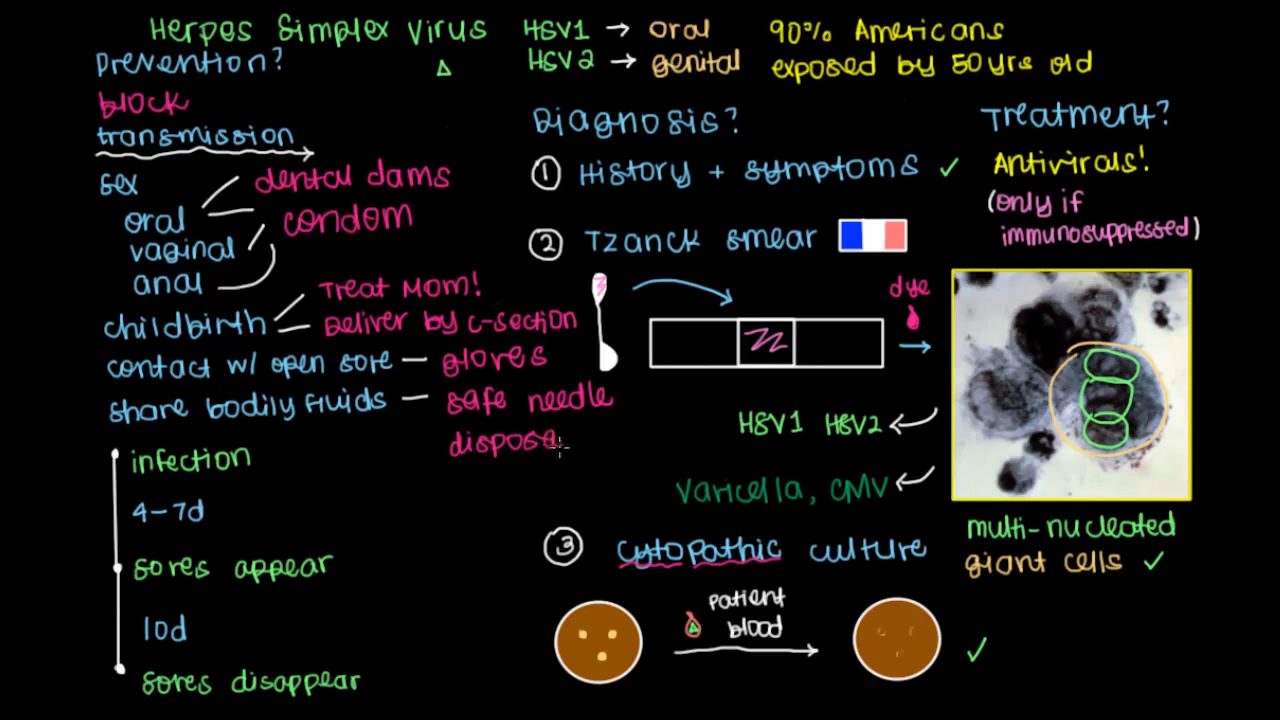 Herpes Simplex Virus
HSV1 → oral
HSV2 → genital
90% Americans
exposed by 50yrs old
Prevention?
block
transmission
sex
oral
vaginal
anal
dental dams
condom
childbirth
Treat Mom!
Deliver by c-section
contact w/ open sore — gloves
share bodily fluids — safe needle
disposa
infection
4-7d
sores appear
10d
sores disappear
Diagnosis?
1 History + symptoms ✓
2 Tzanck smear
dye
HSV1 HSV2
Varicella, CMV
multi-nucleated
giant cells ✓
3 Cytopathic culture
patient
blood
✓
Treatment?
Antivirals!
(only if
immunosuppressed)